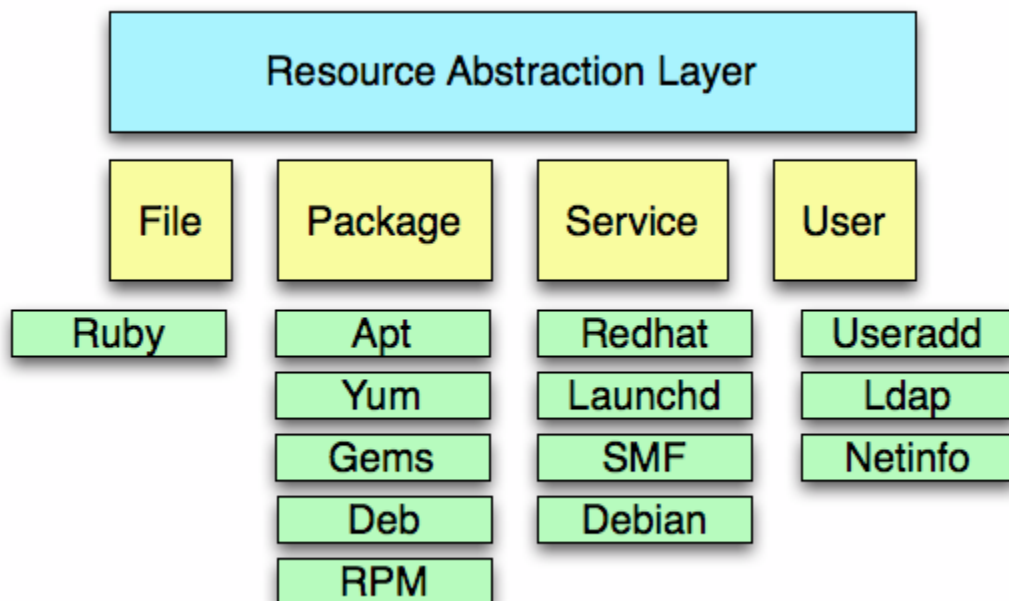 Resource Abstraction Layer
File
Package
Service
User
Ruby
Apt
Redhat
Useradd
Yum
Launchd
Ldap
Gems
SMF
Netinfo
Deb
Debian
RPM